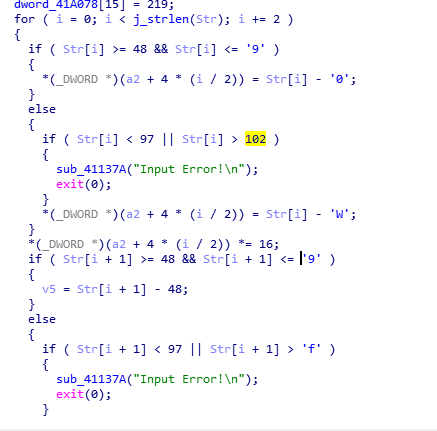 dword_41A078[15] = 219;
for ( i = 0; i < j_strlen(Str); i += 2 )
{
  if ( Str[i] >= 48 && Str[i] <= '9' )
  {
    *(_DWORD *)(a2 + 4 * (i / 2)) = Str[i] - '0';
  }
  else
  {
    if ( Str[i] < 97 || Str[i] > 102 )
    {
      sub_41137A("Input Error!\n");
      exit(0);
    }
    *(_DWORD *)(a2 + 4 * (i / 2)) = Str[i] - 'W';
  }
  *(_DWORD *)(a2 + 4 * (i / 2)) *= 16;
  if ( Str[i + 1] >= 48 && Str[i + 1] <= '9' )
  {
    v5 = Str[i + 1] - 48;
  }
  else
  {
    if ( Str[i + 1] < 97 || Str[i + 1] > 'f' )
    {
      sub_41137A("Input Error!\n");
      exit(0);
    }